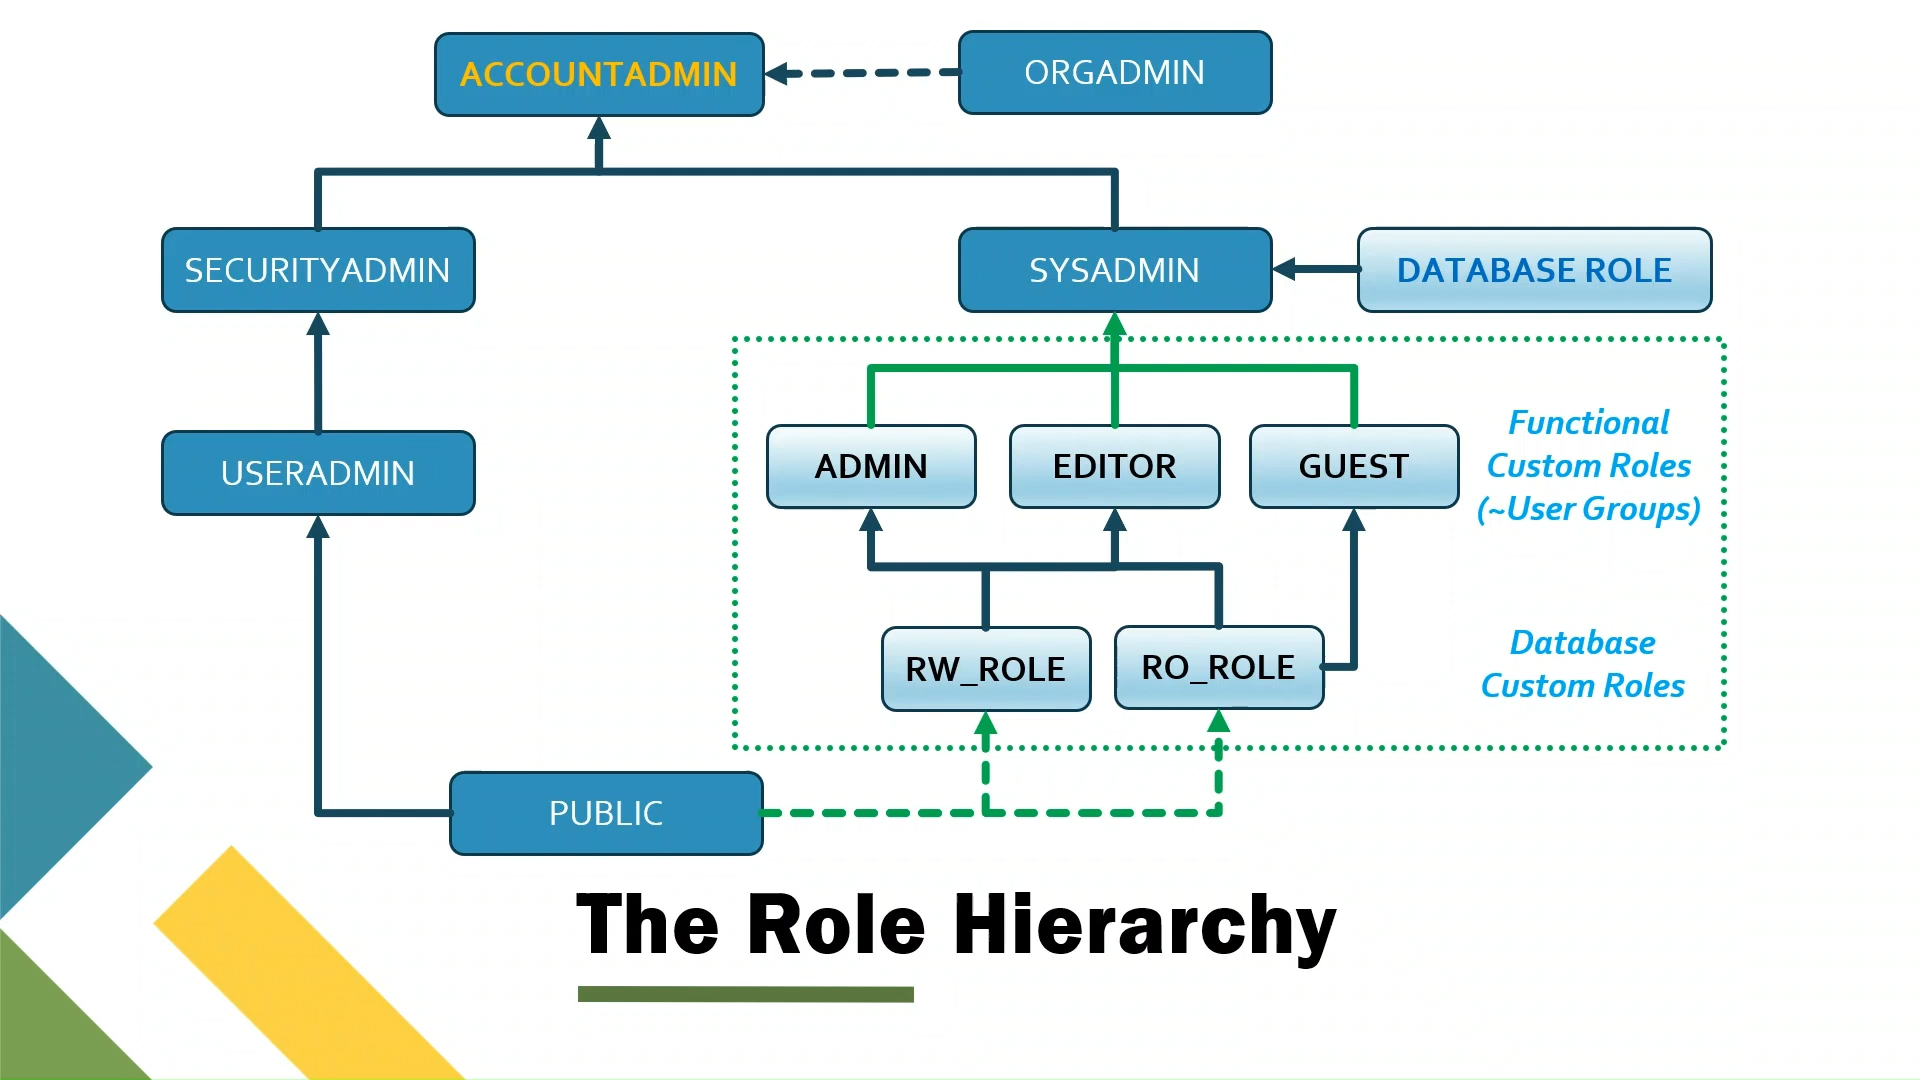 ACCOUNTADMIN
ORGADMIN
SECURITYADMIN
SYSADMIN
DATABASE ROLE
USERADMIN
ADMIN
EDITOR
GUEST
Functional
Custom Roles
(~User Groups)
RW_ROLE
RO_ROLE
Database
Custom Roles
PUBLIC
The Role Hierarchy